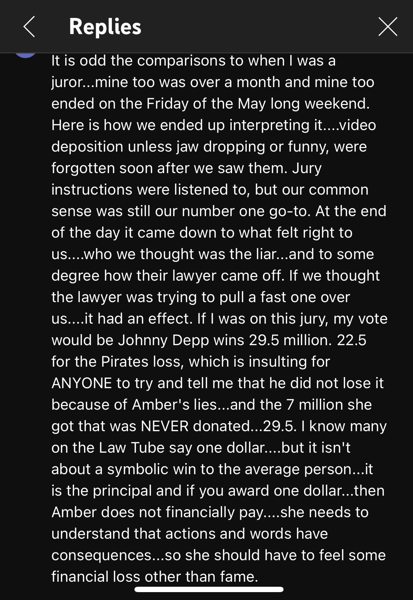 Replies
It is odd the comparisons to when I was a
juror...mine too was over a month and mine too
ended on the Friday of the May long weekend.
Here is how we ended up interpreting it....video
deposition unless jaw dropping or funny, were
forgotten soon after we saw them. Jury
instructions were listened to, but our common
sense was still our number one go-to. At the end
of the day it came down to what felt right to
us....who we thought was the liar...and to some
degree how their lawyer came off. If we thought
the lawyer was trying to pull a fast one over
us....it had an effect. If I was on this jury, my vote
would be Johnny Depp wins 29.5 million. 22.5
for the Pirates loss, which is insulting for
ANYONE to try and tell me that he did not lose it
because of Amber's lies...and the 7 million she
got that was NEVER donated...29.5. I know many
on the Law Tube say one dollar....but it isn't
about a symbolic win to the average person...it
is the principal and if you award one dollar...then
Amber does not financially pay....she needs to
understand that actions and words have
consequences...so she should have to feel some
financial loss other than fame.